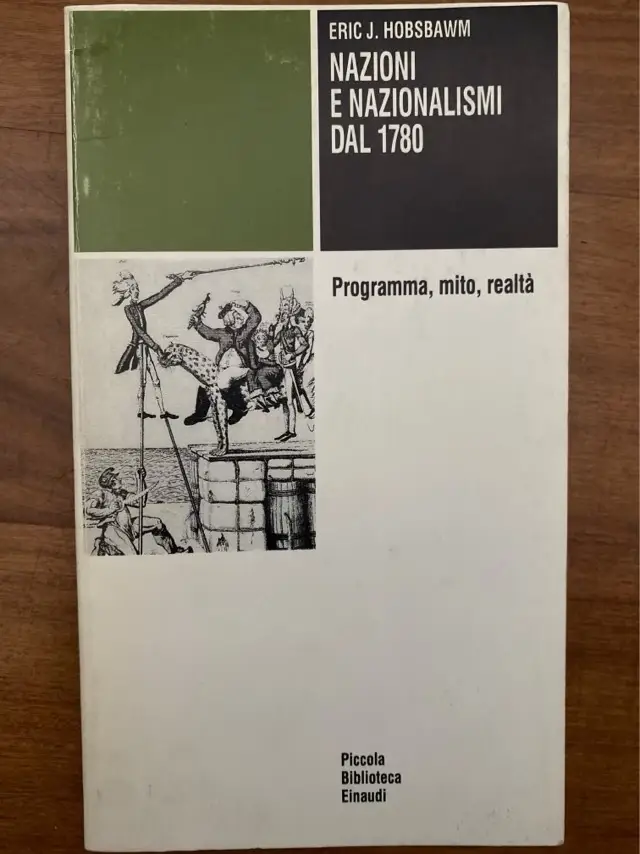 ERIC J. HOBSBAWM
NAZIONI
E NAZIONALISMI
DAL 1780
Programma, mito, realtà
Piccola
Biblioteca
Einaudi